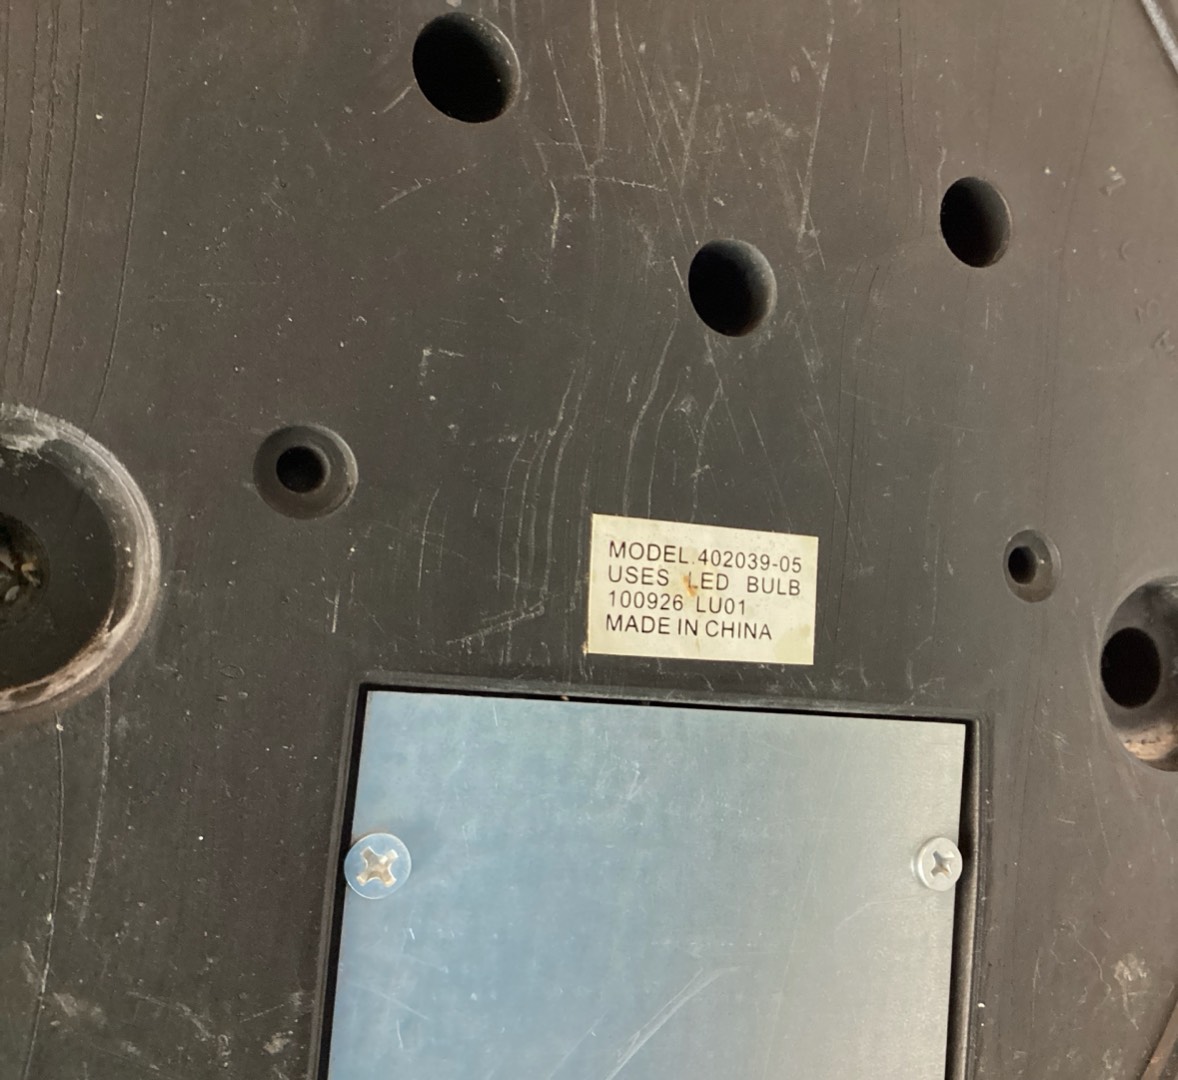 MODEL.402039-05
USES LED BULB
100926 LU01
MADE IN CHINA